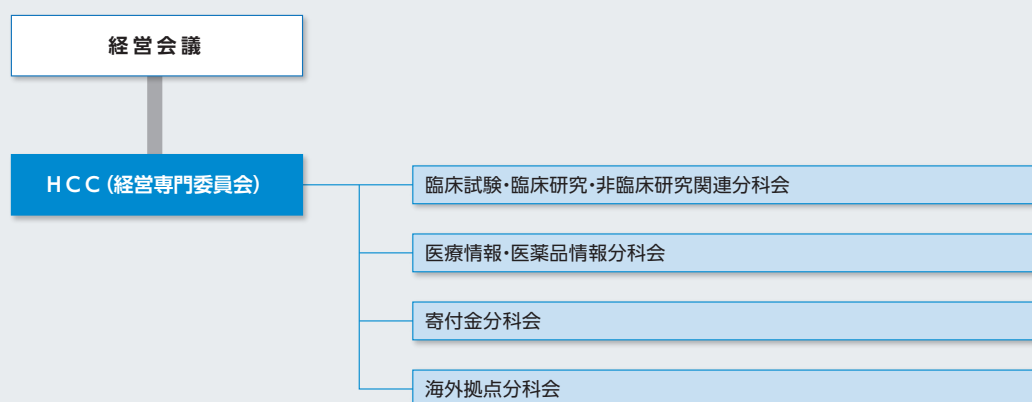 経営会議
HCC（経営専門委員会）
臨床試験・臨床研究・非臨床研究関連分科会
医療情報・医薬品情報分科会
寄付金分科会
海外拠点分科会